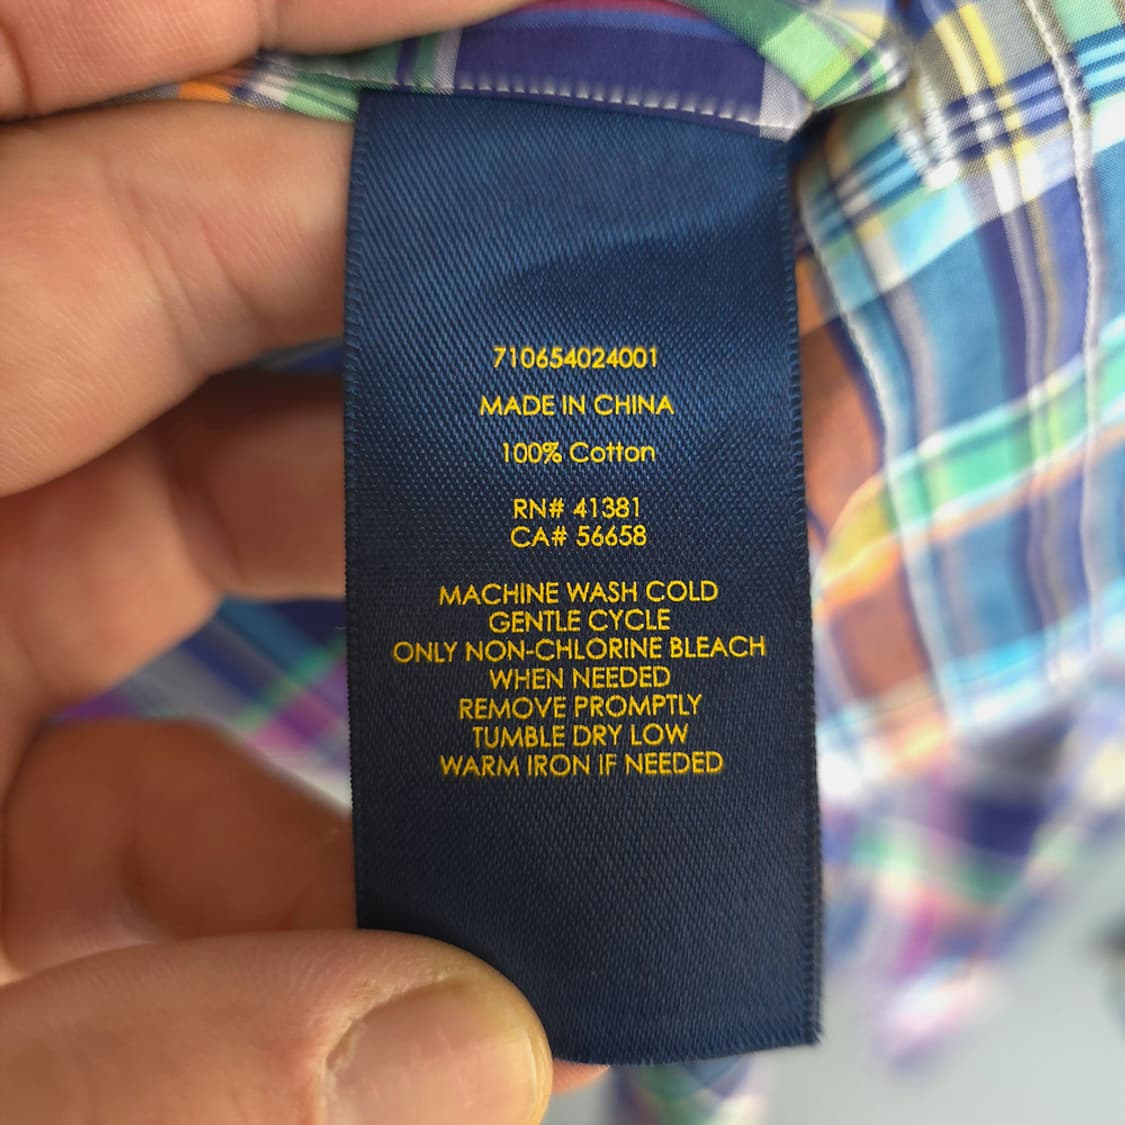 710654024001
MADE IN CHINA
100% Cotton
RN# 41381
CA# 56658
MACHINE WASH COLD
GENTLE CYCLE
ONLY NON-CHLORINE BLEACH
WHEN NEEDED
REMOVE PROMPTLY
TUMBLE DRY LOW
WARM IRON IF NEEDED